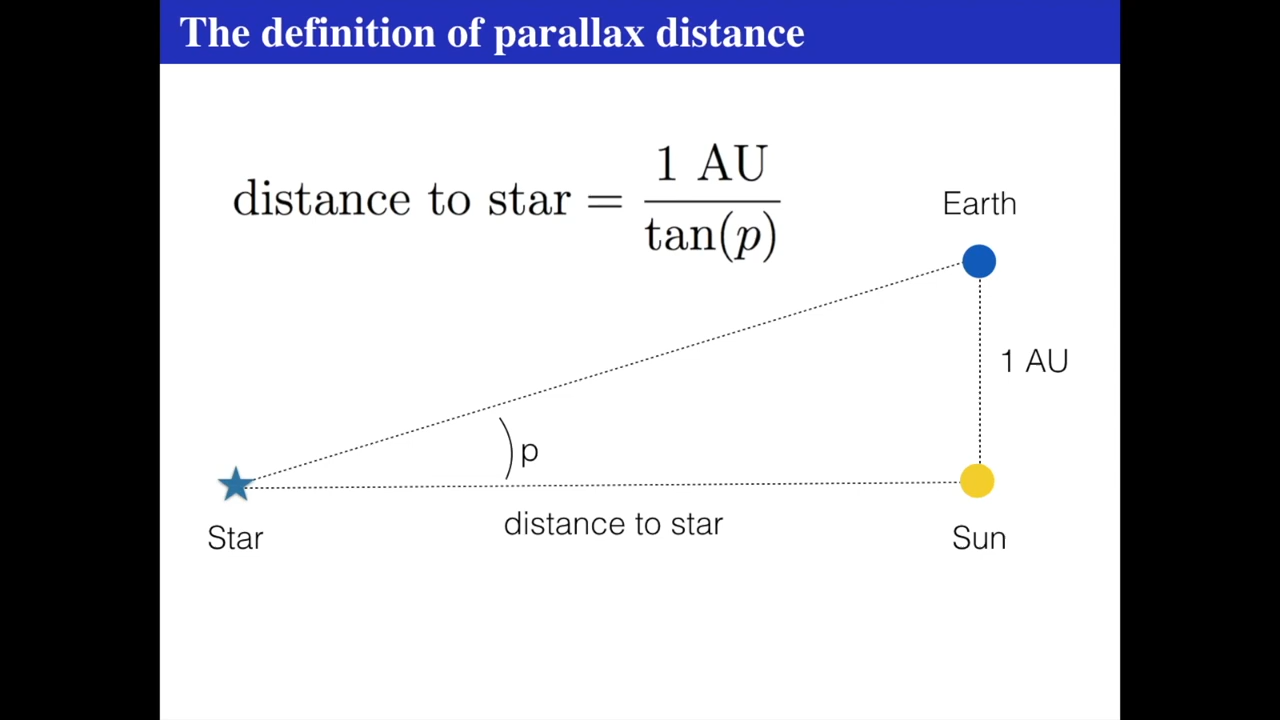 The definition of parallax distance
distance to star = 1 AU / tan(p)
Earth
1 AU
p
distance to star
Star
Sun